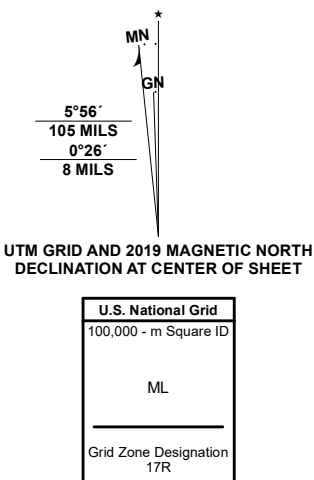 ★
MN
GN
5°56´
105 MILS
0°26´
8 MILS
UTM GRID AND 2019 MAGNETIC NORTH
DECLINATION AT CENTER OF SHEET
U.S. National Grid
100,000 - m Square ID
ML
Grid Zone Designation
17R